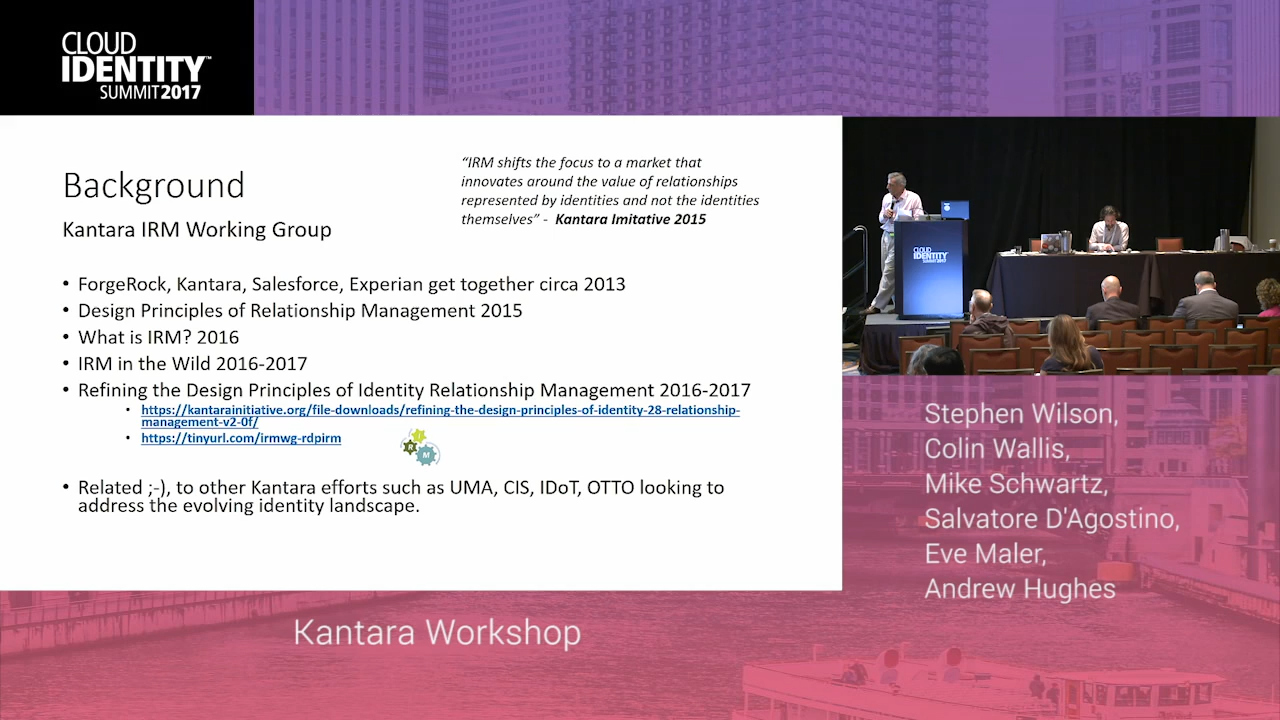 CLOUD
IDENTITY™
SUMMIT 2017
Background
Kantara IRM Working Group
“IRM shifts the focus to a market that
innovates around the value of relationships
represented by identities and not the identities
themselves” - Kantara Imitative 2015
• ForgeRock, Kantara, Salesforce, Experian get together circa 2013
• Design Principles of Relationship Management 2015
• What is IRM? 2016
• IRM in the Wild 2016-2017
• Refining the Design Principles of Identity Relationship Management 2016-2017
• https://kantarainitiative.org/file-downloads/refining-the-design-principles-of-identity-28-relationship-
management-v2-0f/
• https://tinyurl.com/irmwg-rdpirm
I
R
M
• Related ;-), to other Kantara efforts such as UMA, CIS, IDoT, OTTO looking to
address the evolving identity landscape.
CLOUD
IDENTITY
SUMMIT 2017
Stephen Wilson,
Colin Wallis,
Mike Schwartz,
Salvatore D'Agostino,
Eve Maler,
Andrew Hughes
Kantara Workshop